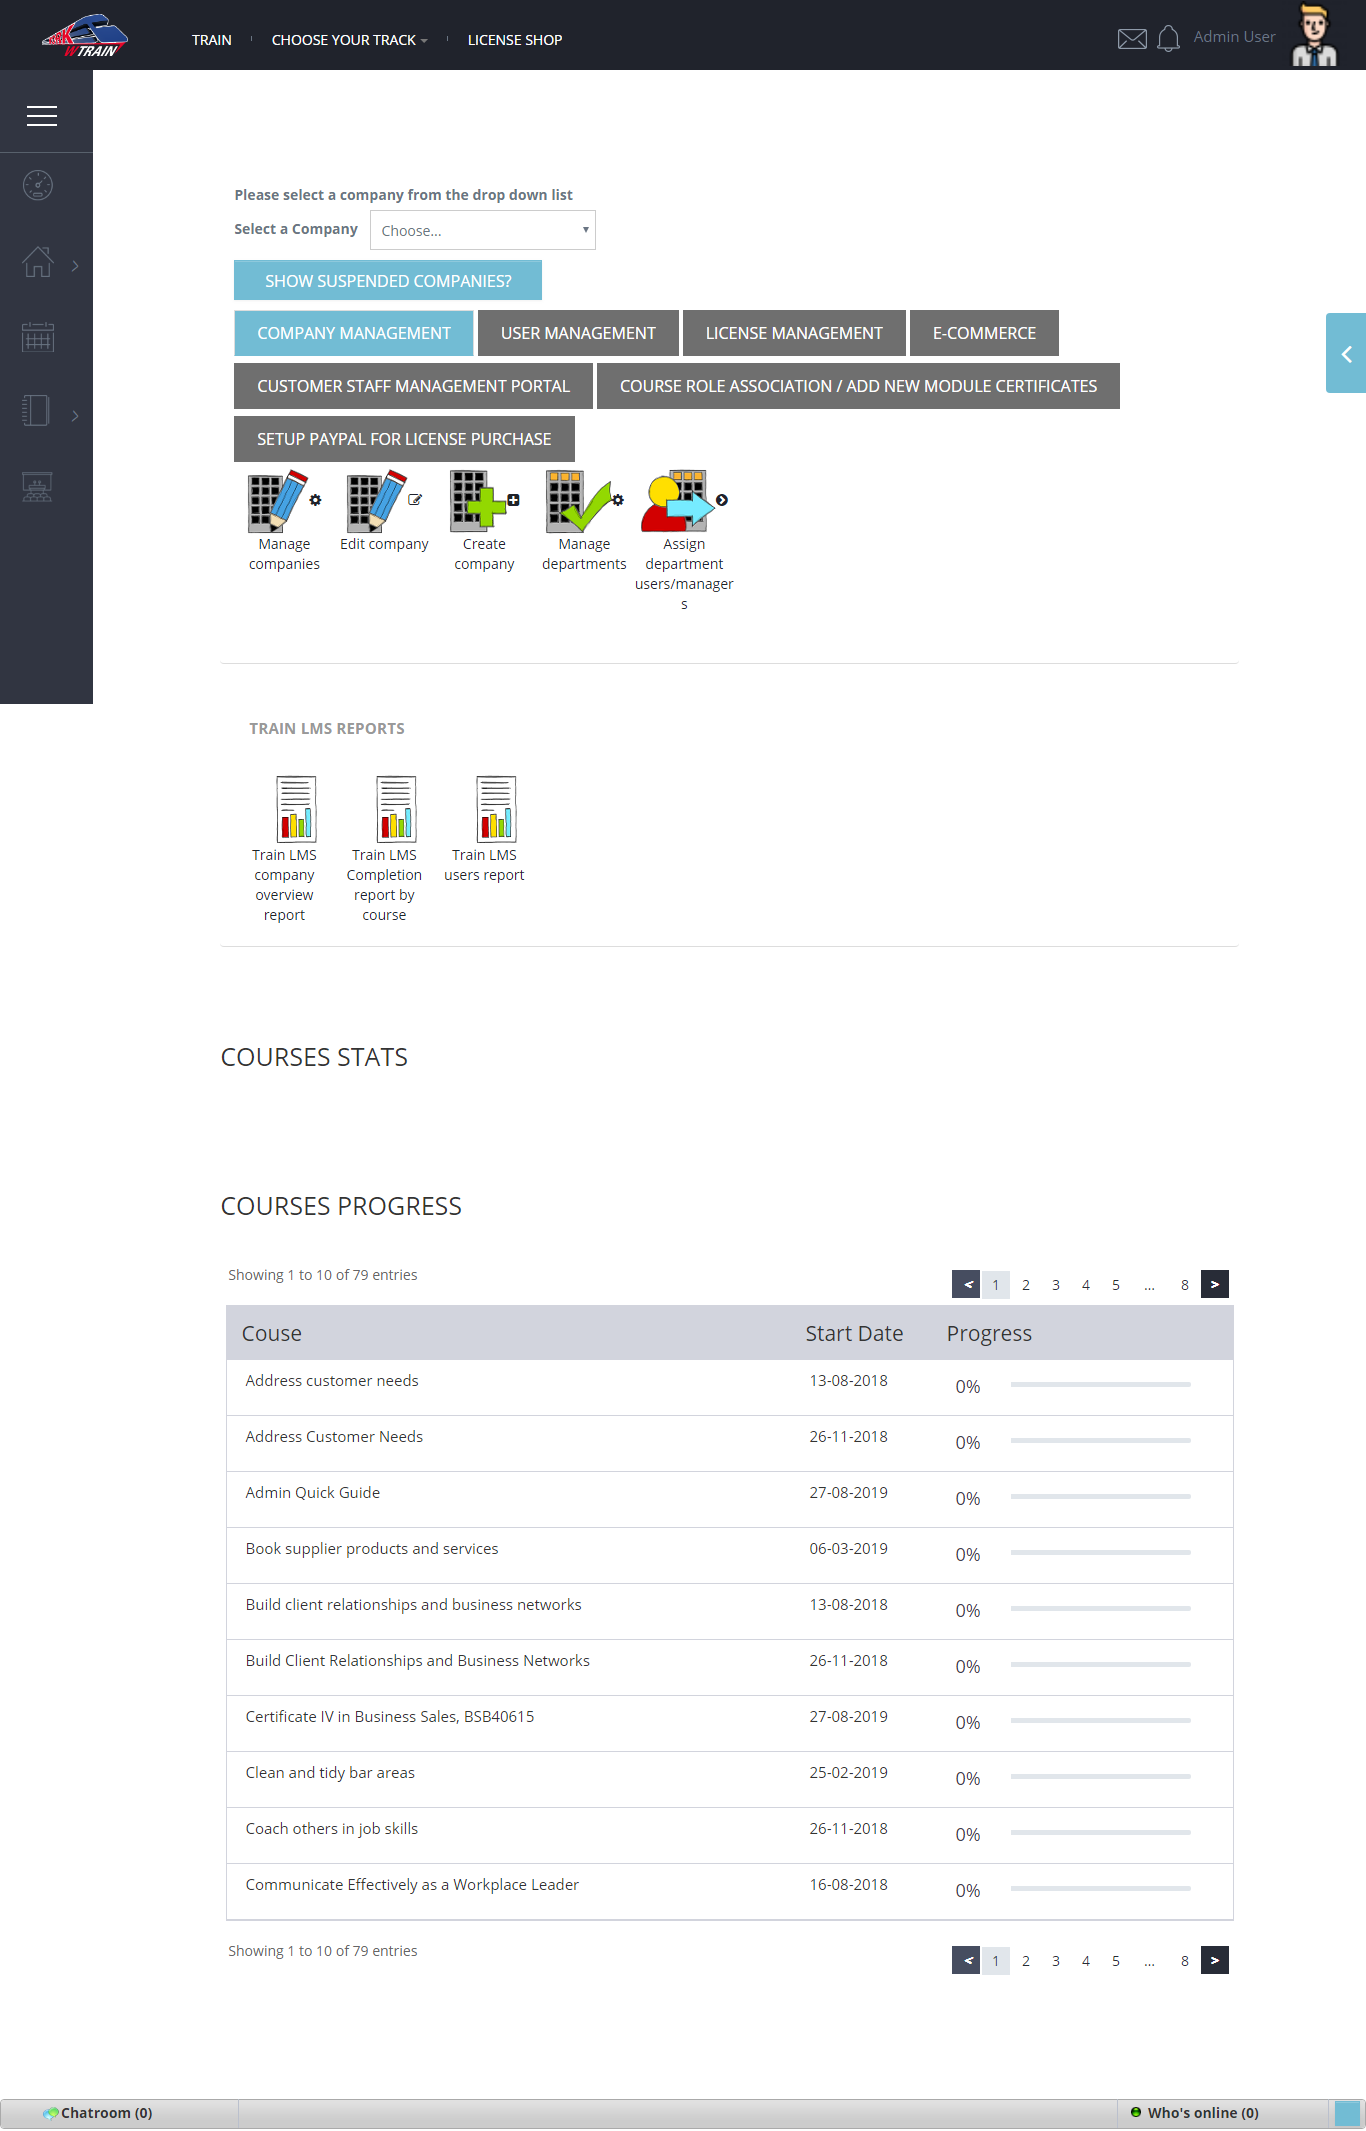 WTRAIN
TRAIN
CHOOSE YOUR TRACK
LICENSE SHOP
Admin User
Please select a company from the drop down list
Select a Company
Choose...
SHOW SUSPENDED COMPANIES?
COMPANY MANAGEMENT
USER MANAGEMENT
LICENSE MANAGEMENT
E-COMMERCE
CUSTOMER STAFF MANAGEMENT PORTAL
COURSE ROLE ASSOCIATION / ADD NEW MODULE CERTIFICATES
SETUP PAYPAL FOR LICENSE PURCHASE
Manage
companies
Edit company
Create
company
Manage
departments
Assign
department
users/manager
s
TRAIN LMS REPORTS
Train LMS
company
overview
report
Train LMS
Completion
report by
course
Train LMS
users report
COURSES STATS
COURSES PROGRESS
Showing 1 to 10 of 79 entries
< 1 2 3 4 5 ... 8 >
Couse Start Date Progress
Address customer needs 13-08-2018 0%
Address Customer Needs 26-11-2018 0%
Admin Quick Guide 27-08-2019 0%
Book supplier products and services 06-03-2019 0%
Build client relationships and business networks 13-08-2018 0%
Build Client Relationships and Business Networks 26-11-2018 0%
Certificate IV in Business Sales, BSB40615 27-08-2019 0%
Clean and tidy bar areas 25-02-2019 0%
Coach others in job skills 26-11-2018 0%
Communicate Effectively as a Workplace Leader 16-08-2018 0%
Showing 1 to 10 of 79 entries
< 1 2 3 4 5 ... 8 >
Chatroom (0)
Who's online (0)